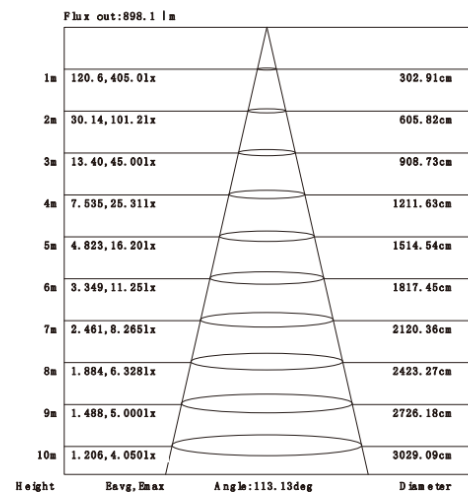 Flux out:898.1 lm
1m 120.6,405.0lx 302.91cm
2m 30.14,101.2lx 605.82cm
3m 13.40,45.00lx 908.73cm
4m 7.535,25.31lx 1211.63cm
5m 4.823,16.20lx 1514.54cm
6m 3.349,11.25lx 1817.45cm
7m 2.461,8.265lx 2120.36cm
8m 1.884,6.328lx 2423.27cm
9m 1.488,5.000lx 2726.18cm
10m 1.206,4.050lx 3029.09cm
Height Eavg,Emax Angle:113.13deg Diameter